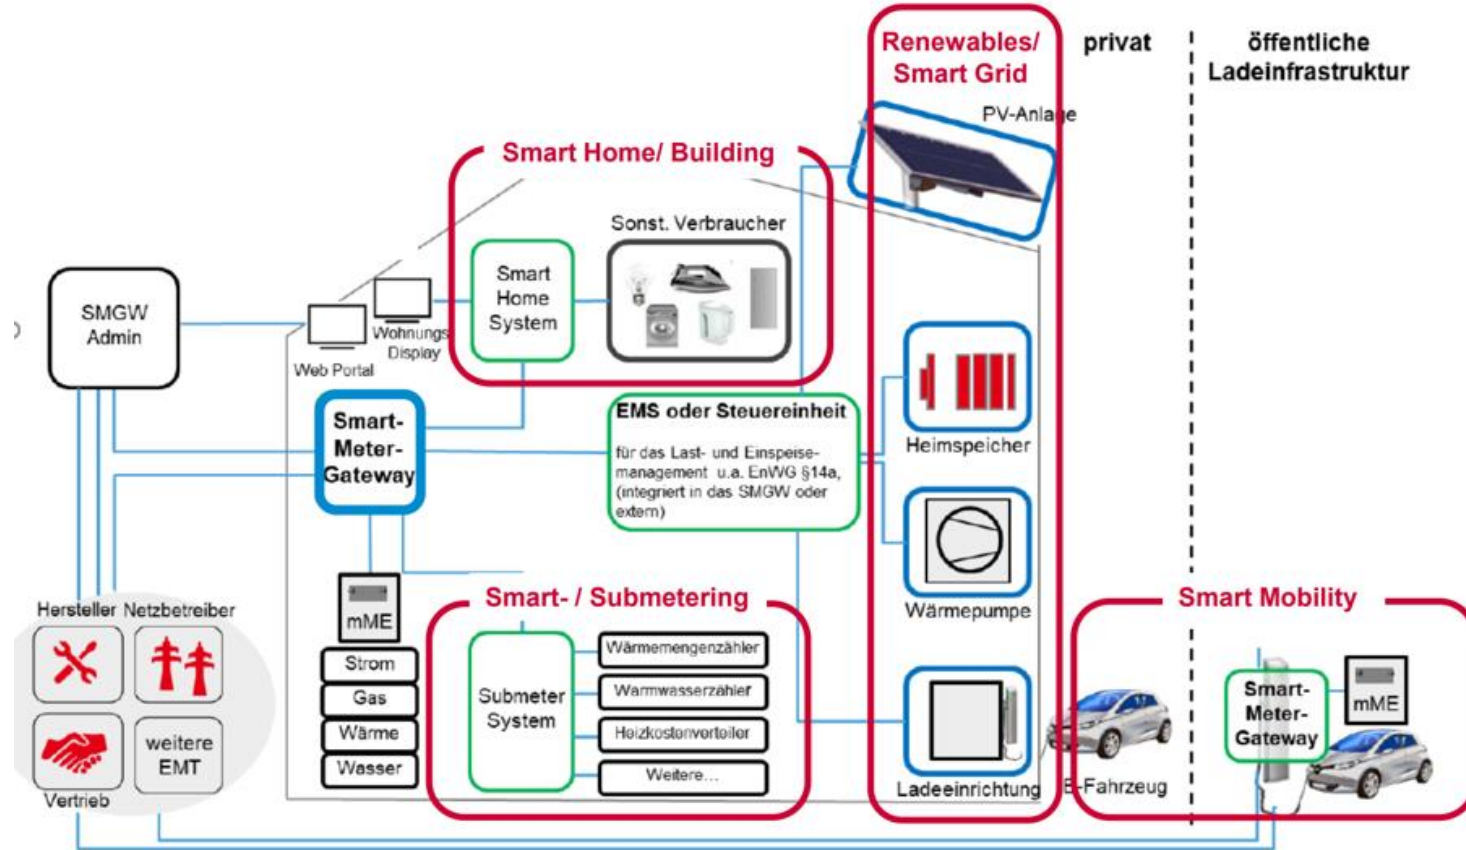 Renewables/
Smart Grid
privat
öffentliche
Ladeinfrastruktur
PV-Anlage
Smart Home/ Building
Sonst. Verbraucher
Smart
Home
System
SMGW
Admin
Wohnungs
Display
Web Portal
Smart-
Meter-
Gateway
EMS oder Steuereinheit
für das Last- und Einspeise-
management u.a. EnWG §14a,
(integriert in das SMGW oder
extern)
Heimspeicher
Wärmepumpe
Hersteller
Netzbetreiber
mME
Strom
Gas
Wärme
Wasser
Smart- / Submetering
Submeter
System
Wärmemengenzähler
Warmwasserzähler
Heizkostenverteiler
Weitere...
Smart Mobility
Smart-
Meter-
Gateway
mME
weitere
EMT
Vertrieb
Ladeeinrichtung
E-Fahrzeug